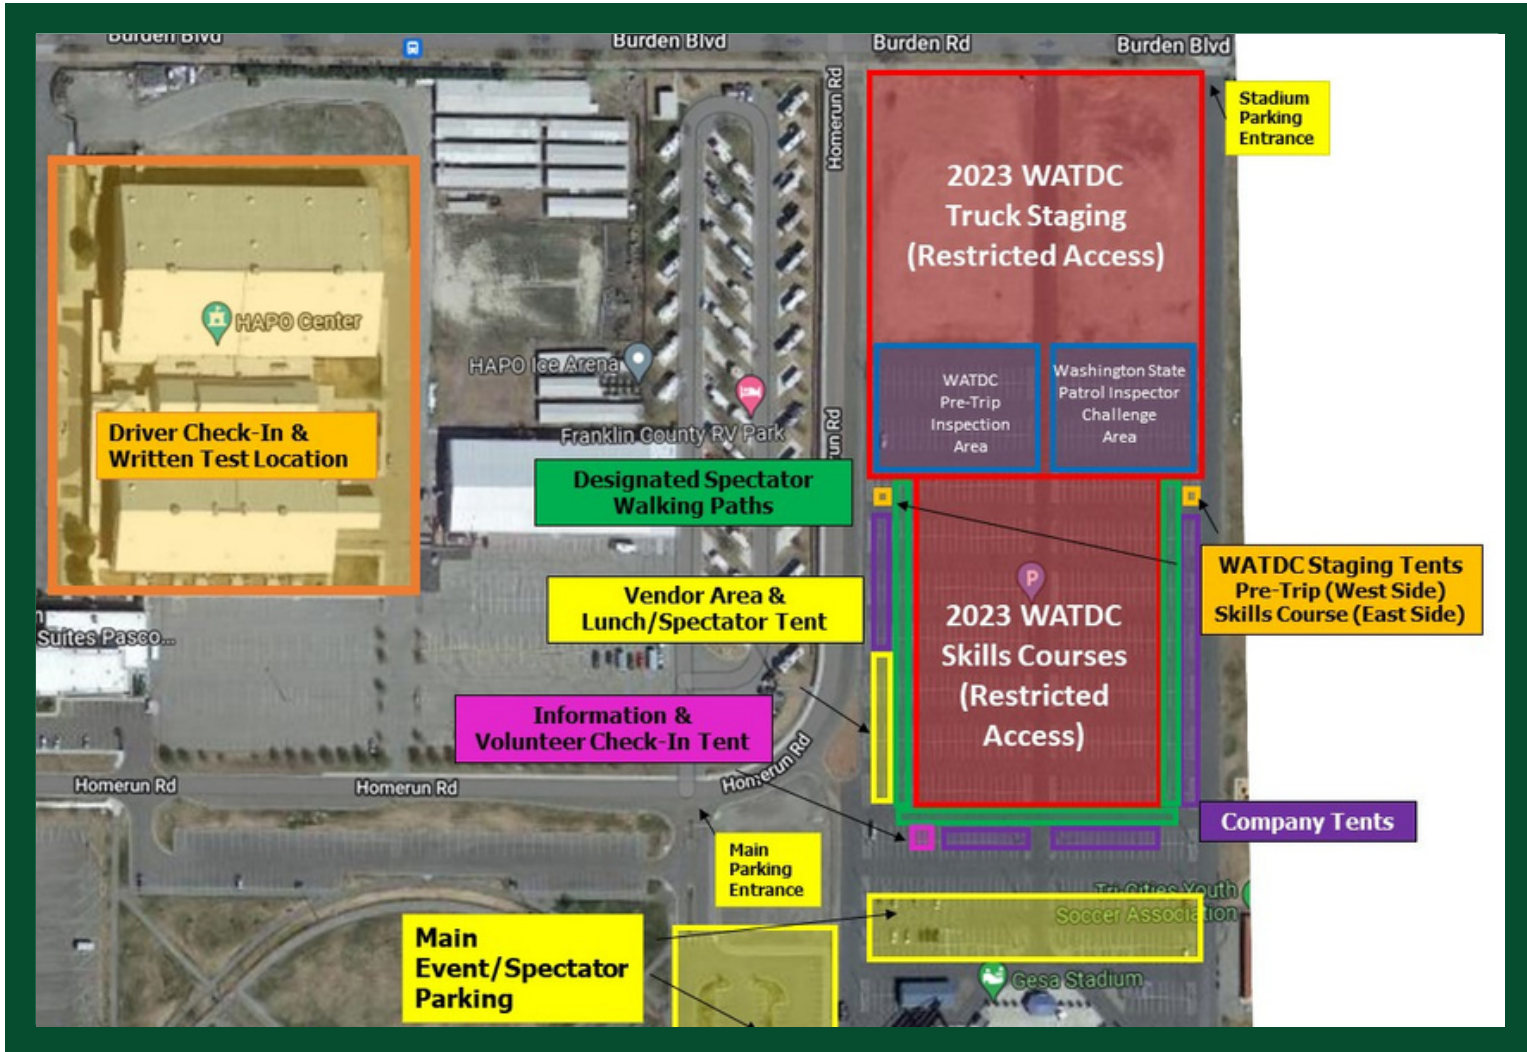 Burden Blvd
Burden Blvd
Burden Rd
Burden Blvd
Homerun Rd
Stadium
Parking
Entrance
2023 WATDC
Truck Staging
(Restricted Access)
HAPO Center
HAPO Ice Arena
WATDC
Pre-Trip
Inspection
Area
Washington State
Patrol Inspector
Challenge
Area
Driver Check-In &
Written Test Location
Franklin County RV Park
run Rd
Designated Spectator
Walking Paths
WATDC Staging Tents
Pre-Trip (West Side)
Skills Course (East Side)
P
Vendor Area &
Lunch/Spectator Tent
2023 WATDC
Skills Courses
(Restricted
Access)
Suites Pasco...
Information &
Volunteer Check-In Tent
Homerun Rd
Homerun Rd
Homerun Rd
Company Tents
Main
Parking
Entrance
Tri-Cities Youth
Soccer Association
Main
Event/Spectator
Parking
Gesa Stadium